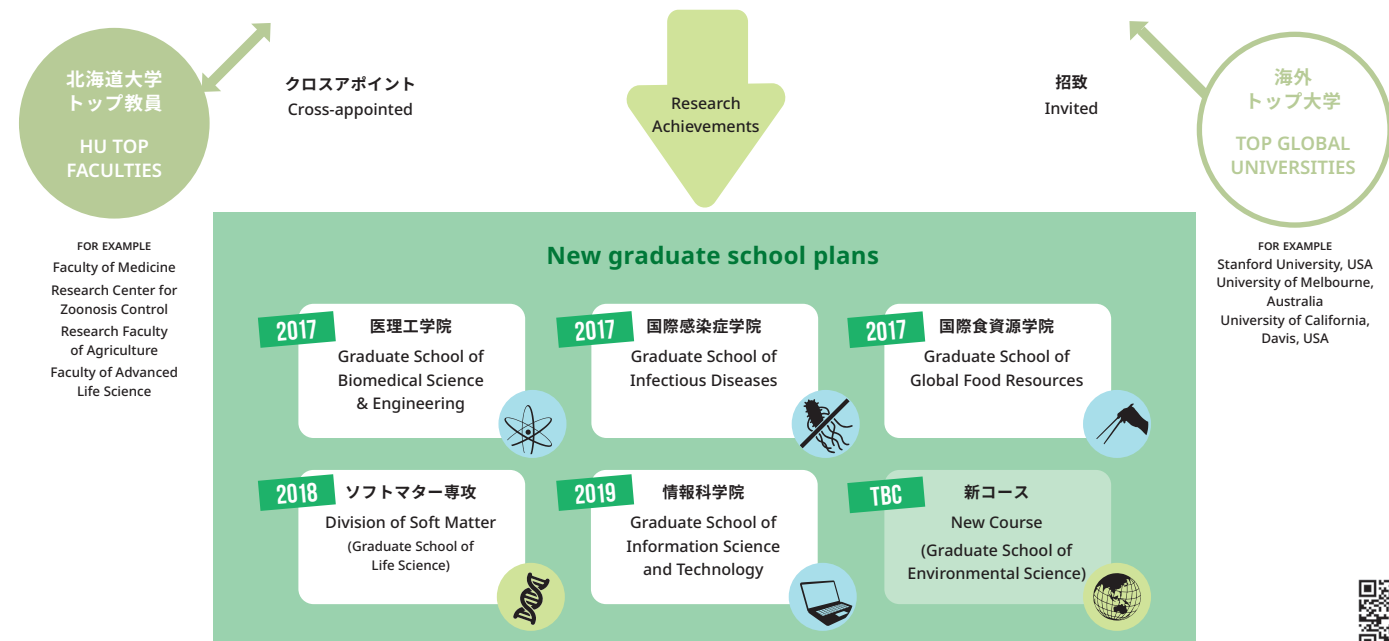 北海道大学
トップ教員
HU TOP
FACULTIES
FOR EXAMPLE
Faculty of Medicine
Research Center for
Zoonosis Control
Research Faculty
of Agriculture
Faculty of Advanced
Life Science
クロスアポイント
Cross-appointed
Research
Achievements
招致
Invited
海外
トップ大学
TOP GLOBAL
UNIVERSITIES
FOR EXAMPLE
Stanford University, USA
University of Melbourne,
Australia
University of California,
Davis, USA
New graduate school plans
2017
医理工学院
Graduate School of
Biomedical Science
& Engineering
2017
国際感染症学院
Graduate School of
Infectious Diseases
2017
国際食資源学院
Graduate School of
Global Food Resources
2018
ソフトマター専攻
Division of Soft Matter
(Graduate School of
Life Science)
2019
情報科学院
Graduate School of
Information Science
and Technology
TBC
新コース
New Course
(Graduate School of
Environmental Science)